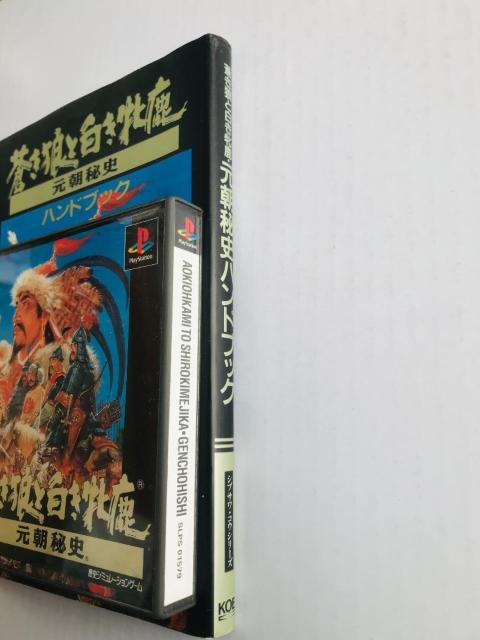 蒼き狼と白き牝鹿
元朝秘史
ハンドブック
PlayStation
き狼と白き牝鹿®
元朝秘史®
歴史シミュレーションゲーム
PlayStation
AOKIOHKAMI TO SHIROKIMEJIKA・GENCHOHISHI
SLPS 01579
蒼き狼と白き牝鹿・元朝秘史ハンドブック
シブサワ・コウ・シリーズ
KOE